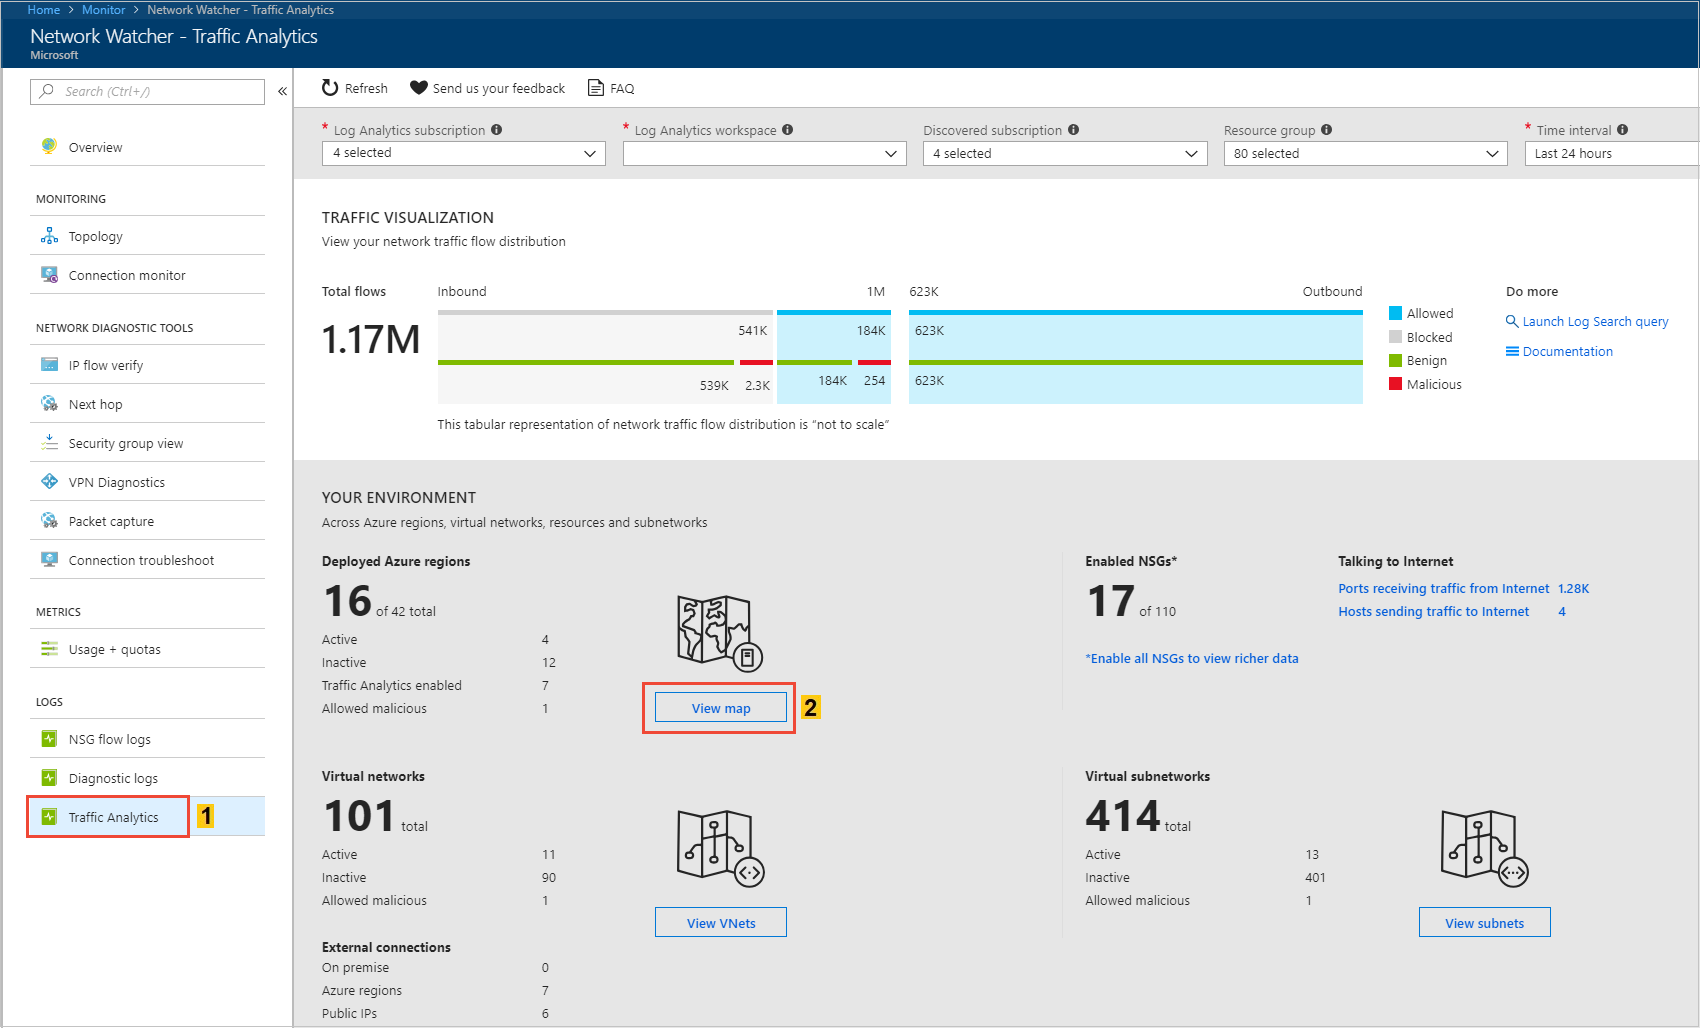 Home > Monitor > Network Watcher - Traffic Analytics
Network Watcher - Traffic Analytics
Microsoft
Search (Ctrl+/)
«
Overview
MONITORING
Topology
Connection monitor
NETWORK DIAGNOSTIC TOOLS
IP flow verify
Next hop
Security group view
VPN Diagnostics
Packet capture
Connection troubleshoot
METRICS
Usage + quotas
LOGS
NSG flow logs
Diagnostic logs
Traffic Analytics
1
Refresh
Send us your feedback
FAQ
* Log Analytics subscription
4 selected
* Log Analytics workspace
Discovered subscription
4 selected
Resource group
80 selected
* Time interval
Last 24 hours
TRAFFIC VISUALIZATION
View your network traffic flow distribution
Total flows
1.17M
Inbound 1M
541K 184K
539K 2.3K 184K 254
623K Outbound
623K
623K
This tabular representation of network traffic flow distribution is “not to scale”
Allowed
Blocked
Benign
Malicious
Do more
Launch Log Search query
Documentation
YOUR ENVIRONMENT
Across Azure regions, virtual networks, resources and subnetworks
Deployed Azure regions
16 of 42 total
Active 4
Inactive 12
Traffic Analytics enabled 7
Allowed malicious 1
View map
2
Enabled NSGs*
17 of 110
*Enable all NSGs to view richer data
Talking to Internet
Ports receiving traffic from Internet 1.28K
Hosts sending traffic to Internet 4
Virtual networks
101 total
Active 11
Inactive 90
Allowed malicious 1
View VNets
Virtual subnetworks
414 total
Active 13
Inactive 401
Allowed malicious 1
View subnets
External connections
On premise 0
Azure regions 7
Public IPs 6